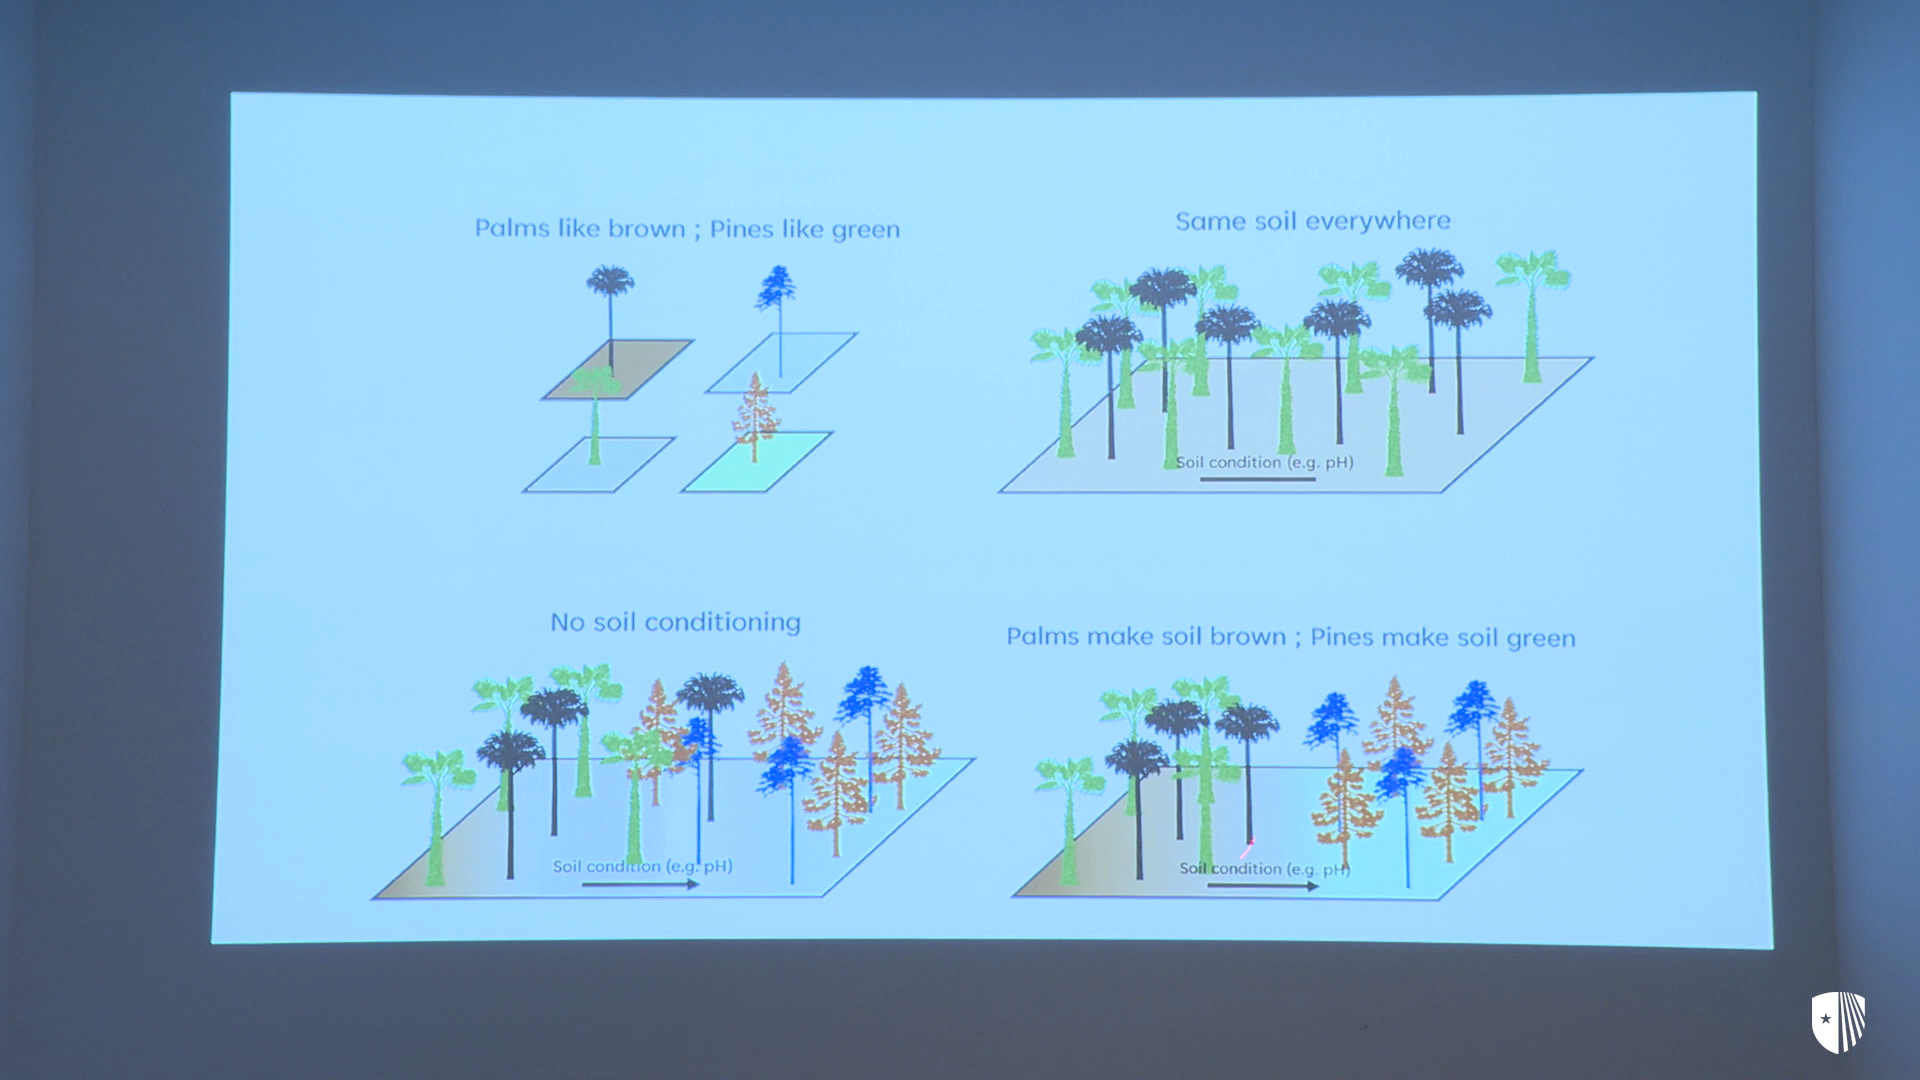 Palms like brown ; Pines like green
Same soil everywhere
Soil condition (e.g. pH)
No soil conditioning
Palms make soil brown ; Pines make soil green
Soil condition (e.g. pH)
Soil condition (e.g. pH)